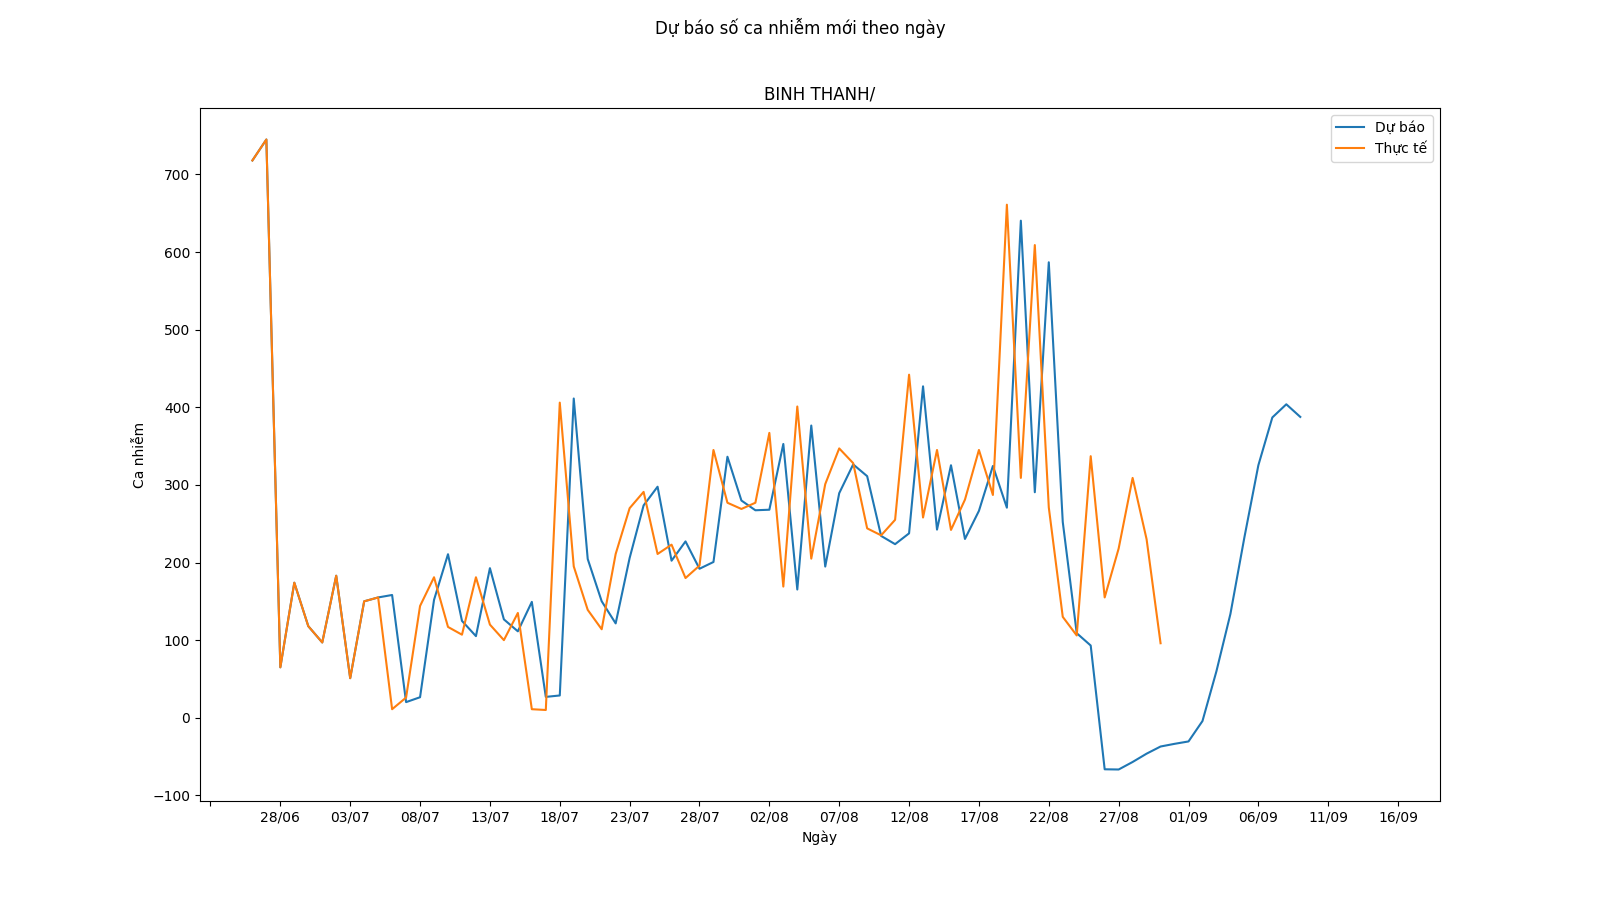 Dự báo số ca nhiễm mới theo ngày
BINH THANH/
Dự báo
Thực tế
Ca nhiễm
700
600
500
400
300
200
100
0
−100
28/06 03/07 08/07 13/07 18/07 23/07 28/07 02/08 07/08 12/08 17/08 22/08 27/08 01/09 06/09 11/09 16/09
Ngày